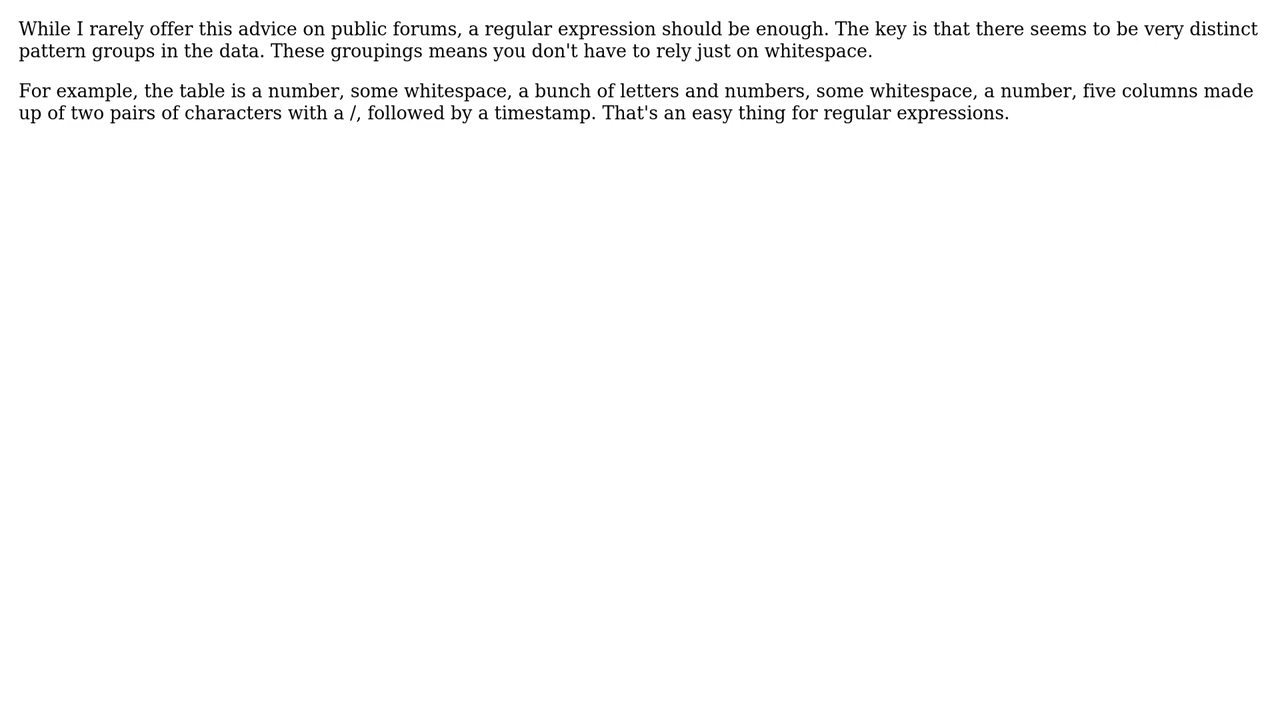 While I rarely offer this advice on public forums, a regular expression should be enough. The key is that there seems to be very distinct
pattern groups in the data. These groupings means you don't have to rely just on whitespace.
For example, the table is a number, some whitespace, a bunch of letters and numbers, some whitespace, a number, five columns made
up of two pairs of characters with a /, followed by a timestamp. That's an easy thing for regular expressions.